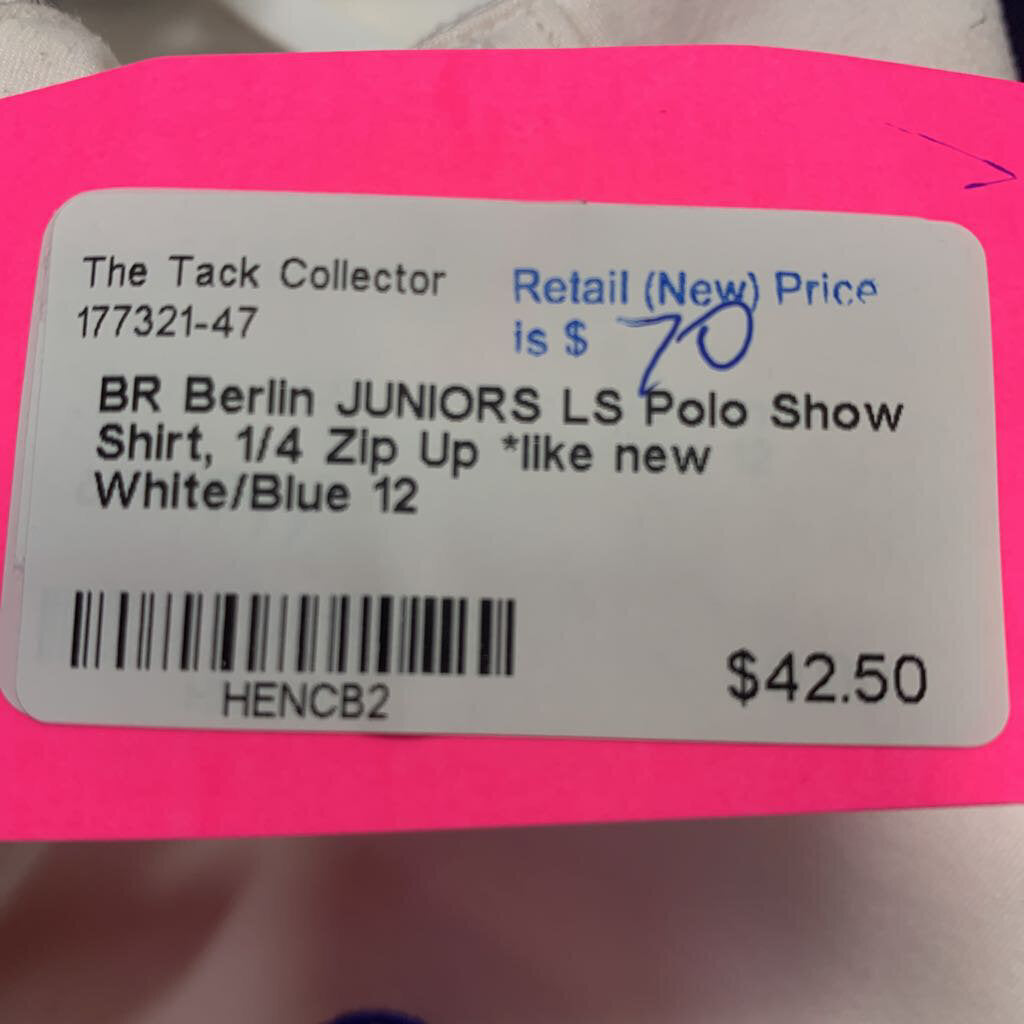 The Tack Collector
177321-47
Retail (New) Price
is $ 70
BR Berlin JUNIORS LS Polo Show
Shirt, 1/4 Zip Up *like new
White/Blue 12
HENCB2
$42.50